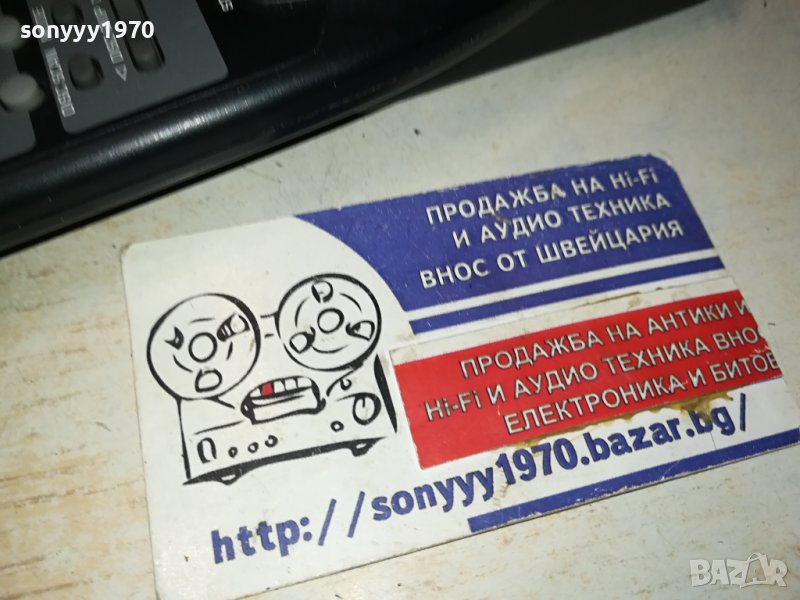 sonyyy1970
ПРОДАЖБА НА Hi-Fi
И АУДИО ТЕХНИКА
ВНОС ОТ ШВЕЙЦАРИЯ
ПРОДАЖБА НА АНТИКИ И
Hi-Fi И АУДИО ТЕХНИКА ВНО
ЕЛЕКТРОНИКА И БИТОВ
http://sonyyy1970.bazar.bg/
BAZAR